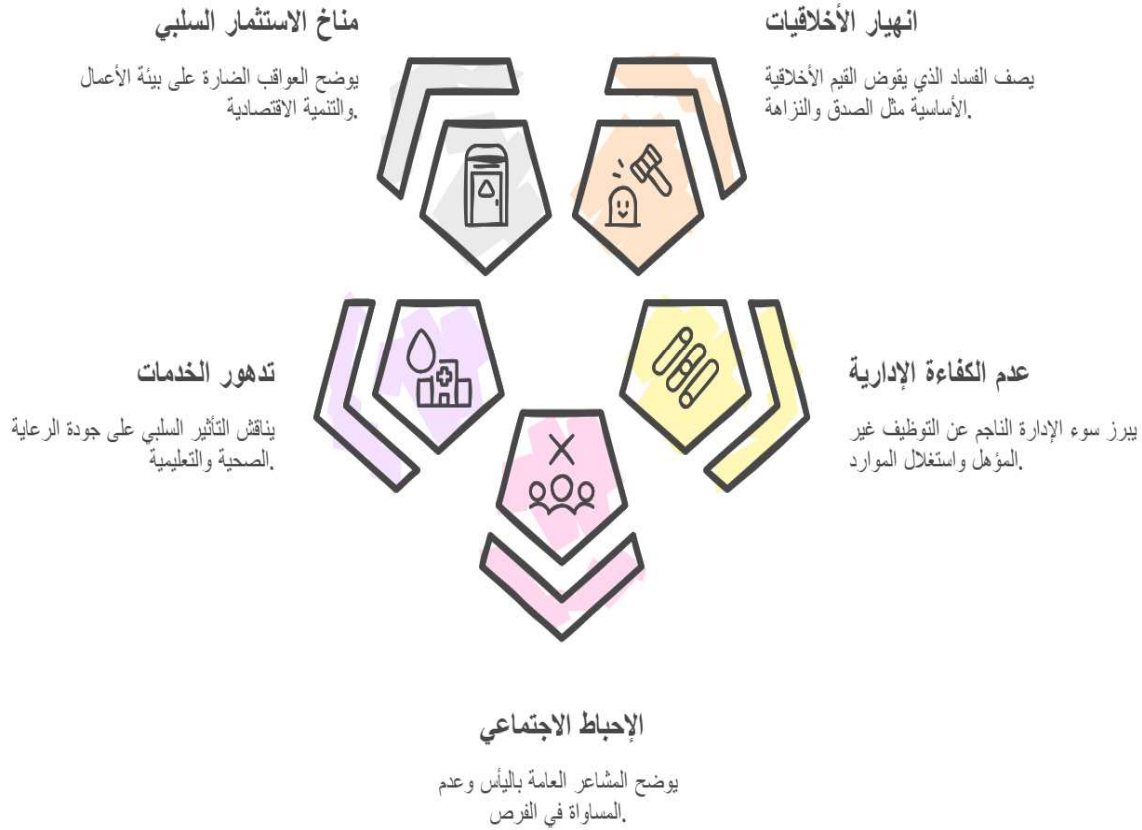 انهيار الأخلاقيات
يصف الفساد الذي يقوض القيم الأخلاقية
الأساسية مثل الصدق والنزاهة.
مناخ الاستثمار السلبي
يوضح العواقب الضارة على بيئة الأعمال
والتنمية الاقتصادية.
عدم الكفاءة الإدارية
يبرز سوء الإدارة الناجم عن التوظيف غير
المؤهل واستغلال الموارد.
تدهور الخدمات
يناقش التأثير السلبي على جودة الرعاية
الصحية والتعليمية.
الإحباط الاجتماعي
يوضح المشاعر العامة باليأس وعدم
المساواة في الفرص.